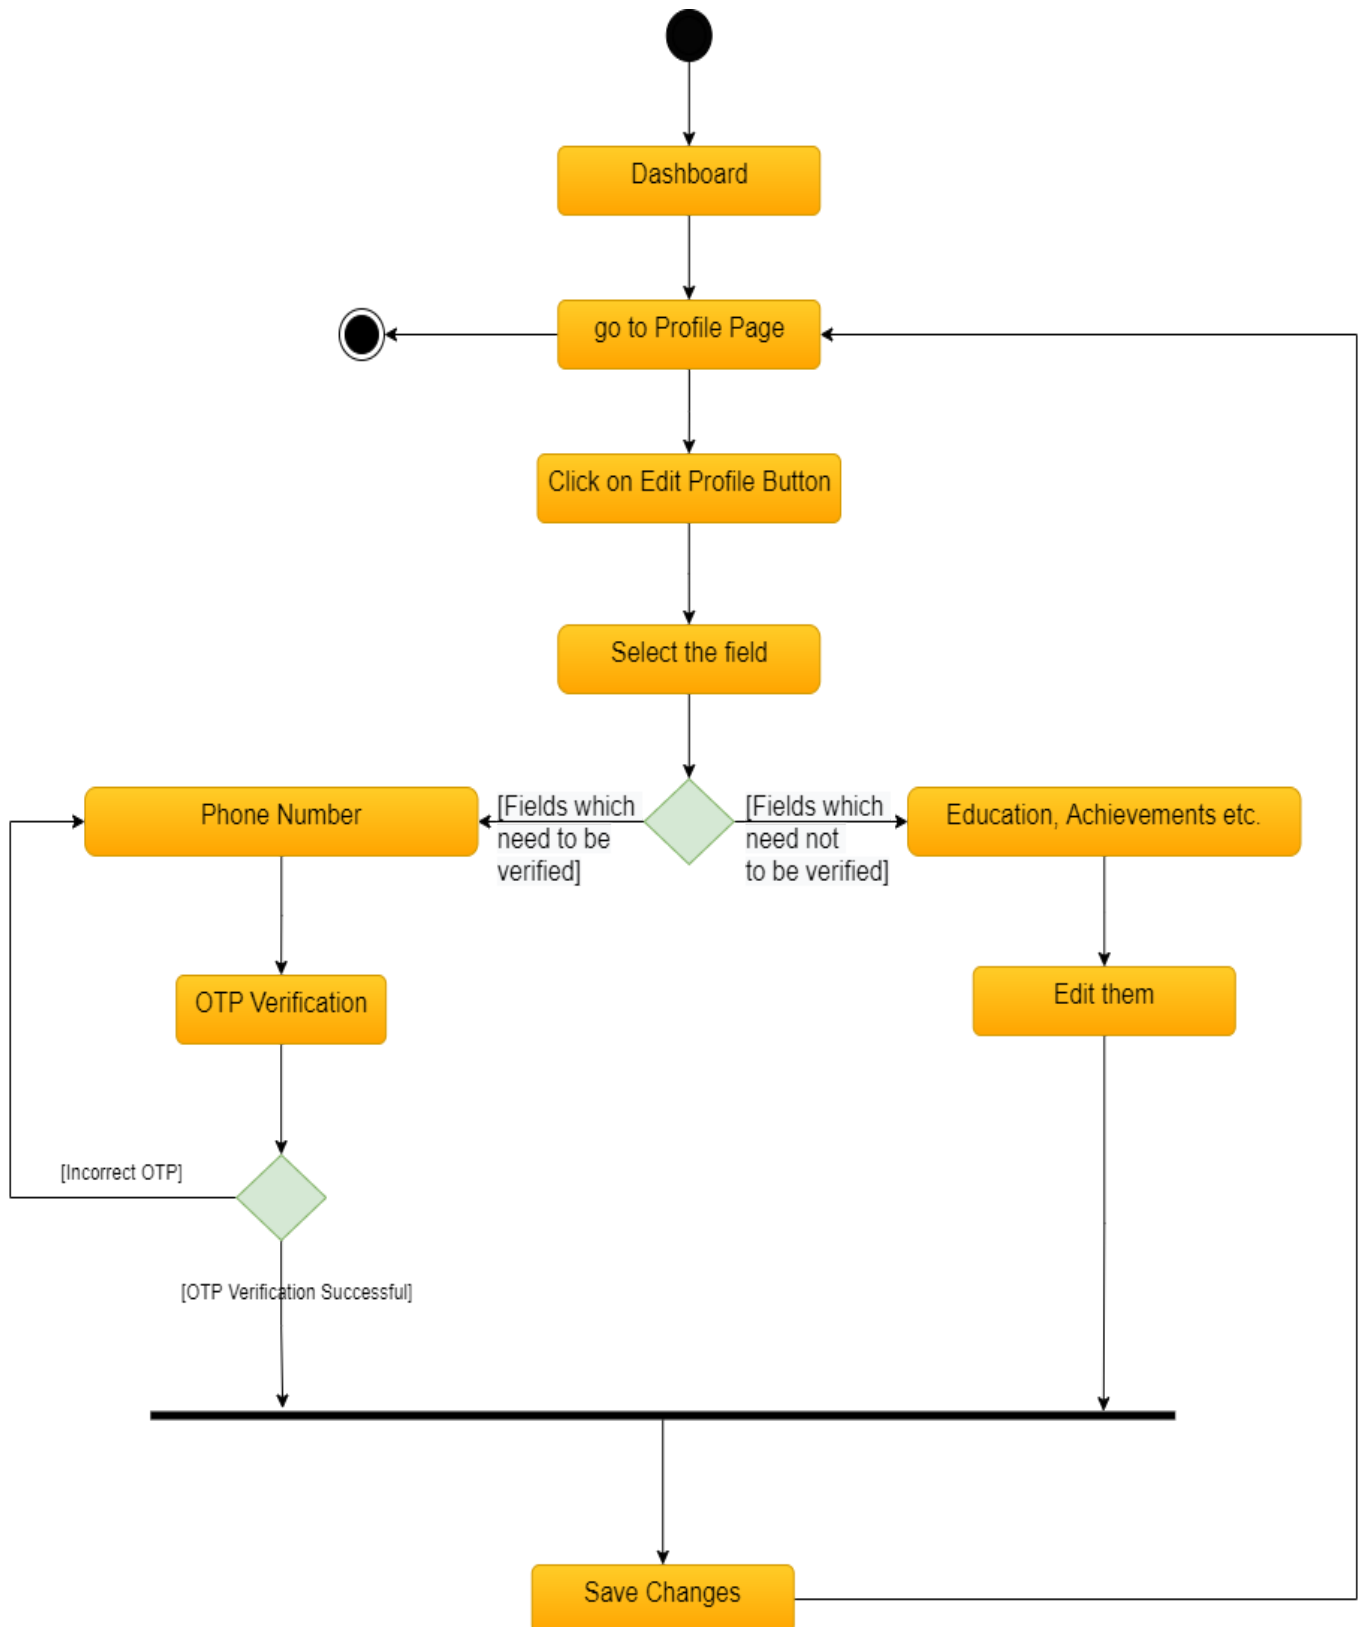 Dashboard
go to Profile Page
Click on Edit Profile Button
Select the field
Phone Number
[Fields which
need to be
verified]
[Fields which
need not
to be verified]
Education, Achievements etc.
OTP Verification
Edit them
[Incorrect OTP]
[OTP Verification Successful]
Save Changes